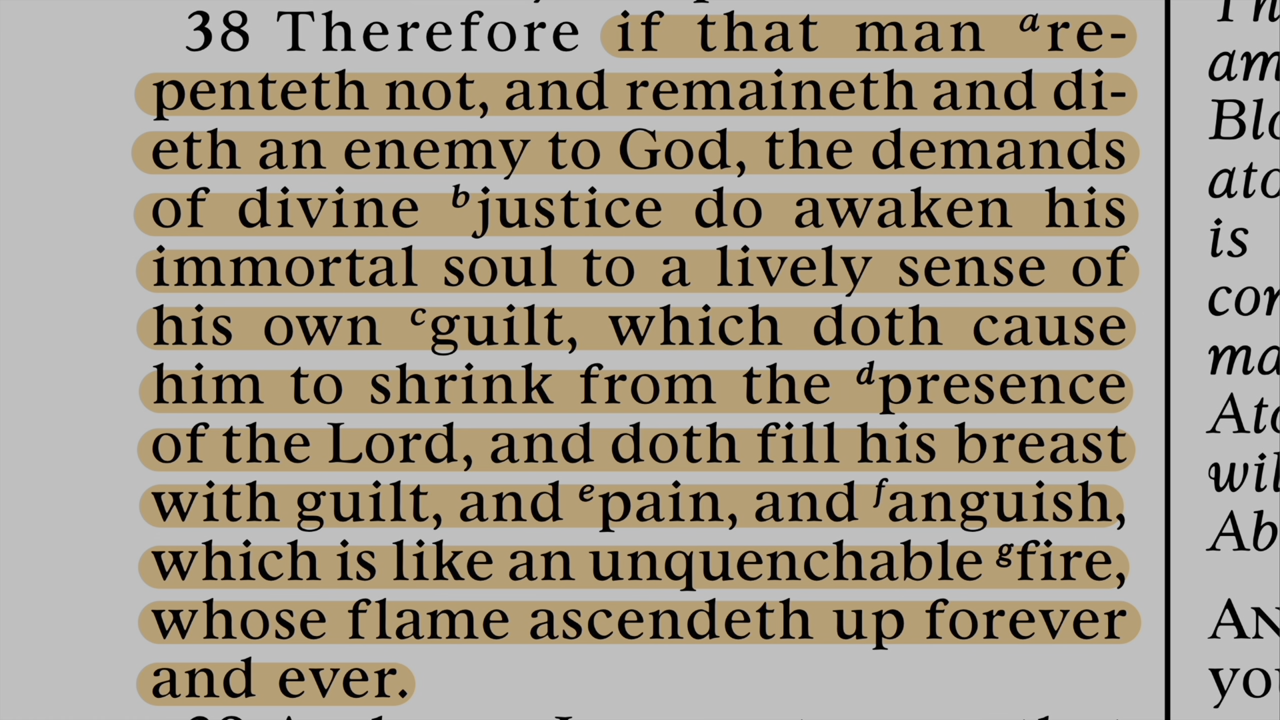 38 Therefore if that man ᵃre-
penteth not, and remaineth and di-
eth an enemy to God, the demands
of divine ᵇjustice do awaken his
immortal soul to a lively sense of
his own ᶜguilt, which doth cause
him to shrink from the ᵈpresence
of the Lord, and doth fill his breast
with guilt, and ᵉpain, and ᶠanguish,
which is like an unquenchable ᵍfire,
whose flame ascendeth up forever
and ever.
am
Blo
ato
is
ma
Ato
wil
Ab
AN
you